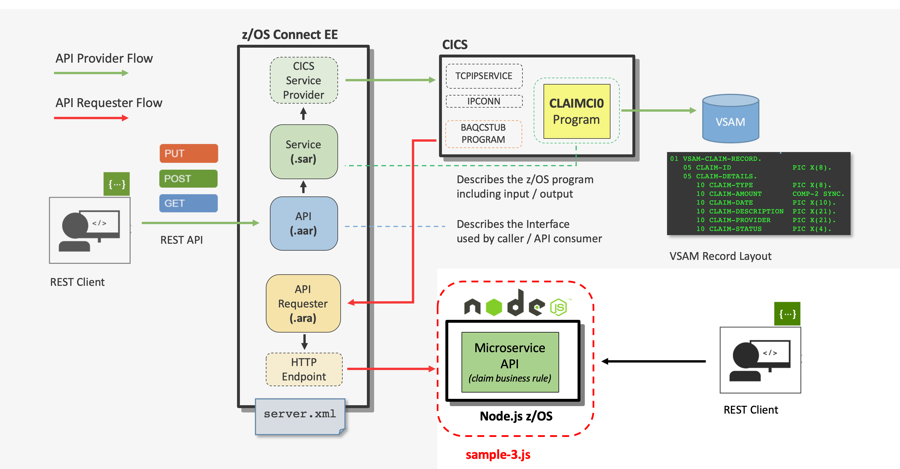 z/OS Connect EE
CICS
API Provider Flow
API Requester Flow
CICS
Service
Provider
TCPIPSERVICE
IPCONN
BAQCSTUB
PROGRAM
CLAIMCI0
Program
VSAM
PUT
POST
GET
{...}
</>
REST API
REST Client
Service
(.sar)
API
(.aar)
Describes the z/OS program
including input / output
Describes the Interface
used by caller / API consumer
01 VSAM-CLAIM-RECORD.
05 CLAIM-ID PIC X(8).
05 CLAIM-DETAILS.
10 CLAIM-TYPE PIC X(8).
10 CLAIM-AMOUNT COMP-2 SYNC.
10 CLAIM-DATE PIC X(10).
10 CLAIM-DESCRIPTION PIC X(21).
10 CLAIM-PROVIDER PIC X(21).
10 CLAIM-STATUS PIC X(4).
VSAM Record Layout
API
Requester
(.ara)
HTTP
Endpoint
server.xml
node
JS
Microservice
API
(claim business rule)
Node.js z/OS
sample-3.js
{...}
</>
REST Client